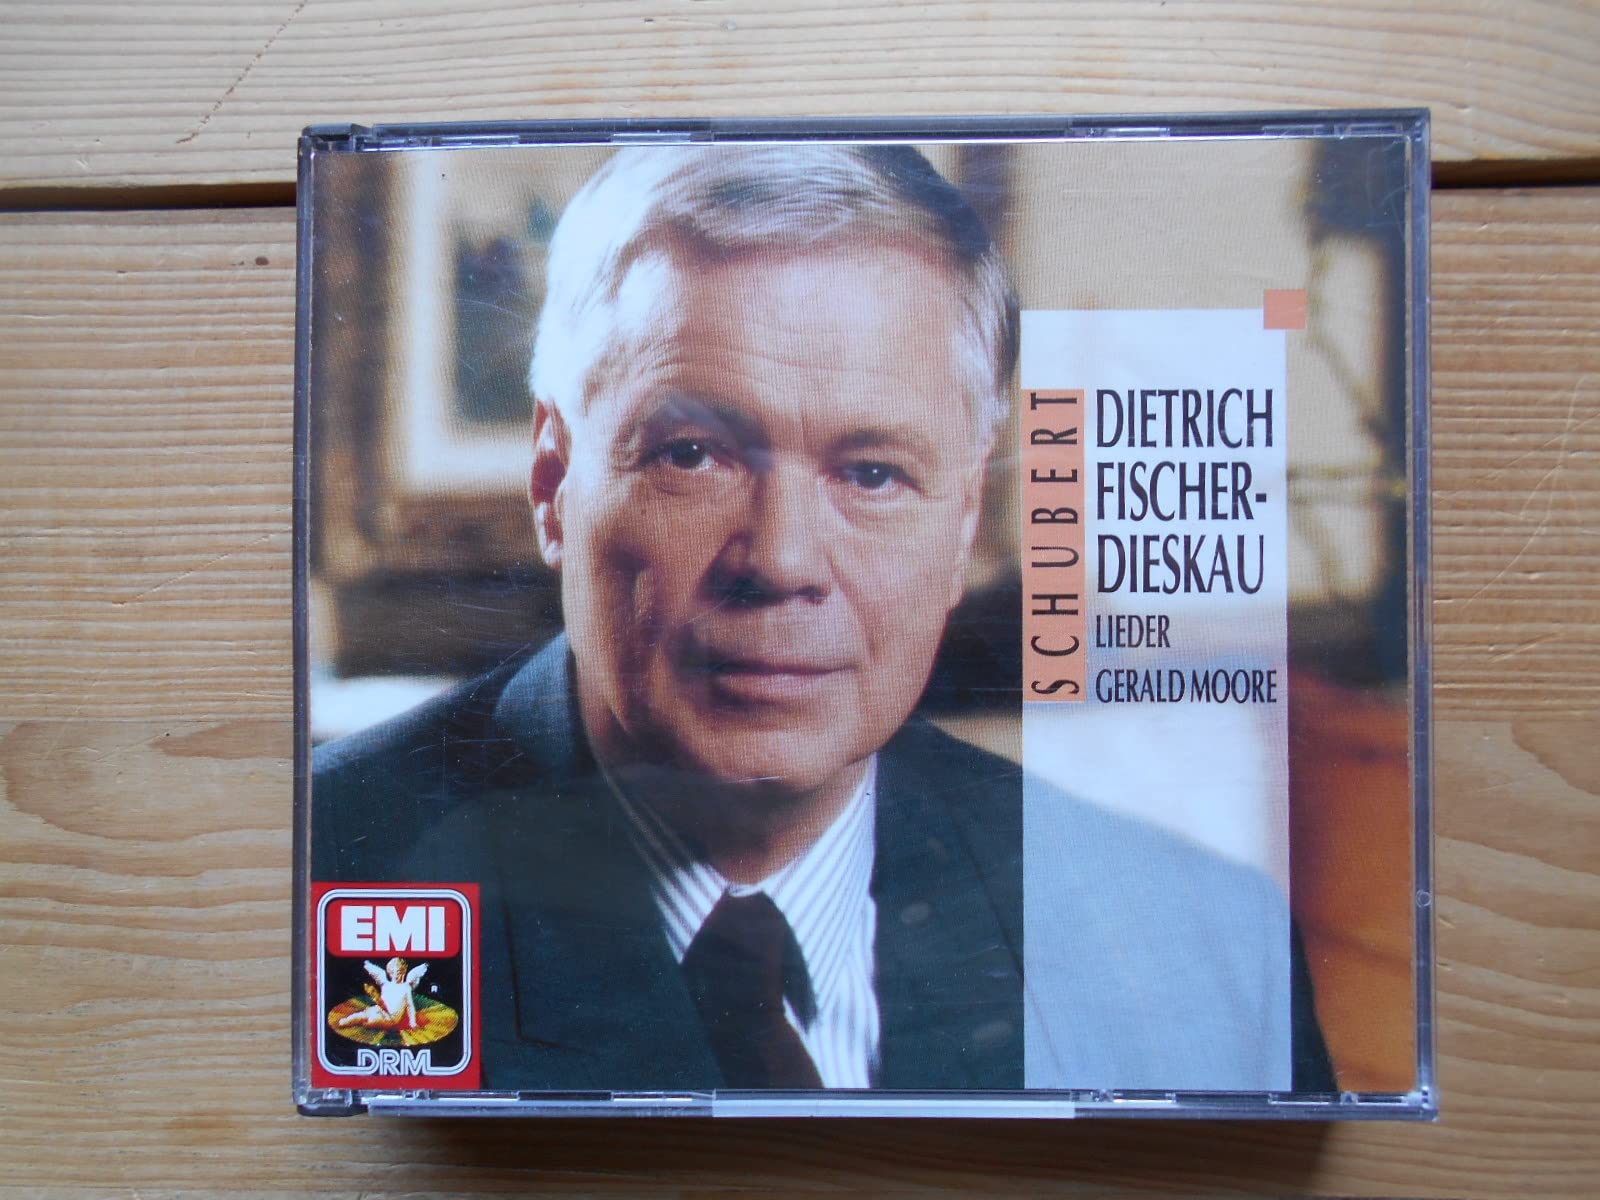 SCHUBERT
DIETRICH
FISCHER-
DIESKAU
LIEDER
GERALD MOORE
EMI
R
DRM